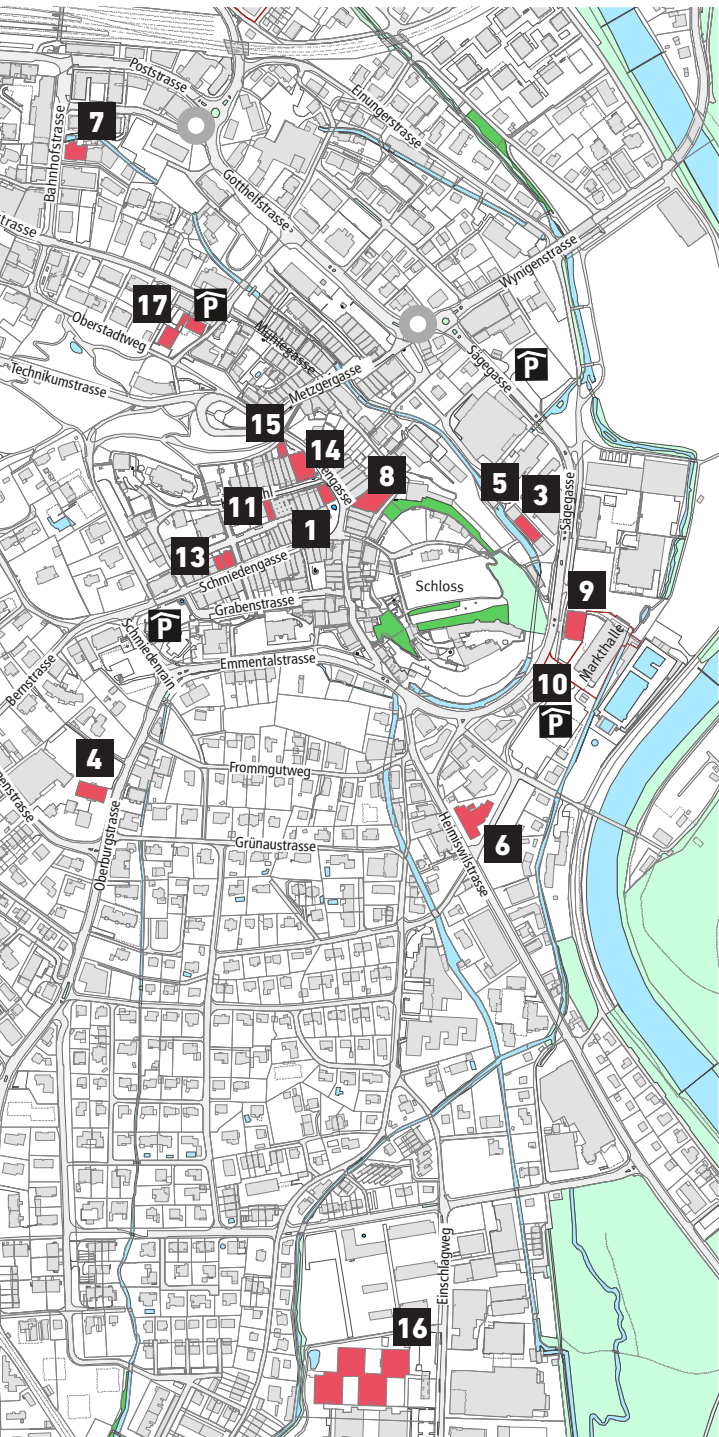 Poststrasse
Einungerstrasse
7
Bahnhofstrasse
Gotthelfstrasse
strasse
Wynigenstrasse
17
P
Oberstadtweg
Mühlegasse
Sägegasse
P
Technikumstrasse
Metzgergasse
15
14
8
5
3
11
1
Sägegasse
13
Schmiedengasse
Schloss
9
Grabenstrasse
P
Schmiedenrain
Markthalle
Emmentalstrasse
Bernstrasse
10
P
4
Frommgutweg
Oberburgstrasse
Grünaustrasse
Heimiswilstrasse
6
Einschlagweg
16